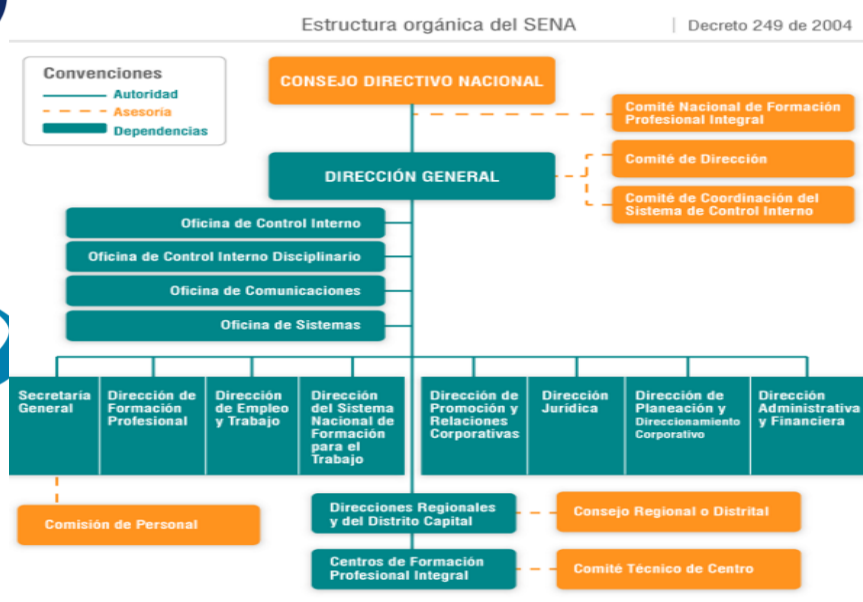 Estructura orgánica del SENA | Decreto 249 de 2004
Convenciones
Autoridad
Asesoria
Dependencias
CONSEJO DIRECTIVO NACIONAL
Comité Nacional de Formación
Profesional Integral
DIRECCIÓN GENERAL
Comité de Dirección
Comité de Coordinación del
Sistema de Control Interno
Oficina de Control Interno
Oficina de Control Interno Disciplinario
Oficina de Comunicaciones
Oficina de Sistemas
Secretaría
General
Dirección de
Formación
Profesional
Dirección
de Empleo
y Trabajo
Dirección
del Sistema
Nacional de
Formación
para el
Trabajo
Dirección de
Promoción y
Relaciones
Corporativas
Dirección
Jurídica
Dirección de
Planeación y
Direccionamiento
Corporativo
Dirección
Administrativa
y Financiera
Comisión de Personal
Direcciones Regionales
y del Distrito Capital
Consejo Regional o Distrital
Centros de Formación
Profesional Integral
Comité Técnico de Centro